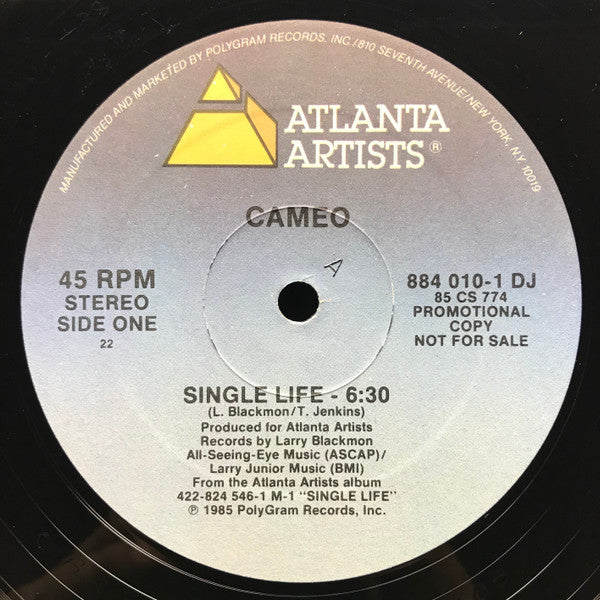 MANUFACTURED AND MARKETED BY POLYGRAM RECORDS, INC./810 SEVENTH AVENUE/NEW YORK, N.Y. 10019
ATLANTA
ARTISTS®
CAMEO
A
45 RPM
STEREO
SIDE ONE
22
884 010-1 DJ
85 CS 774
PROMOTIONAL
COPY
NOT FOR SALE
SINGLE LIFE - 6:30
(L. Blackmon/T. Jenkins)
Produced for Atlanta Artists
Records by Larry Blackmon
All-Seeing-Eye Music (ASCAP)/
Larry Junior Music (BMI)
From the Atlanta Artists album
422-824 546-1 M-1 "SINGLE LIFE"
℗ 1985 PolyGram Records, Inc.